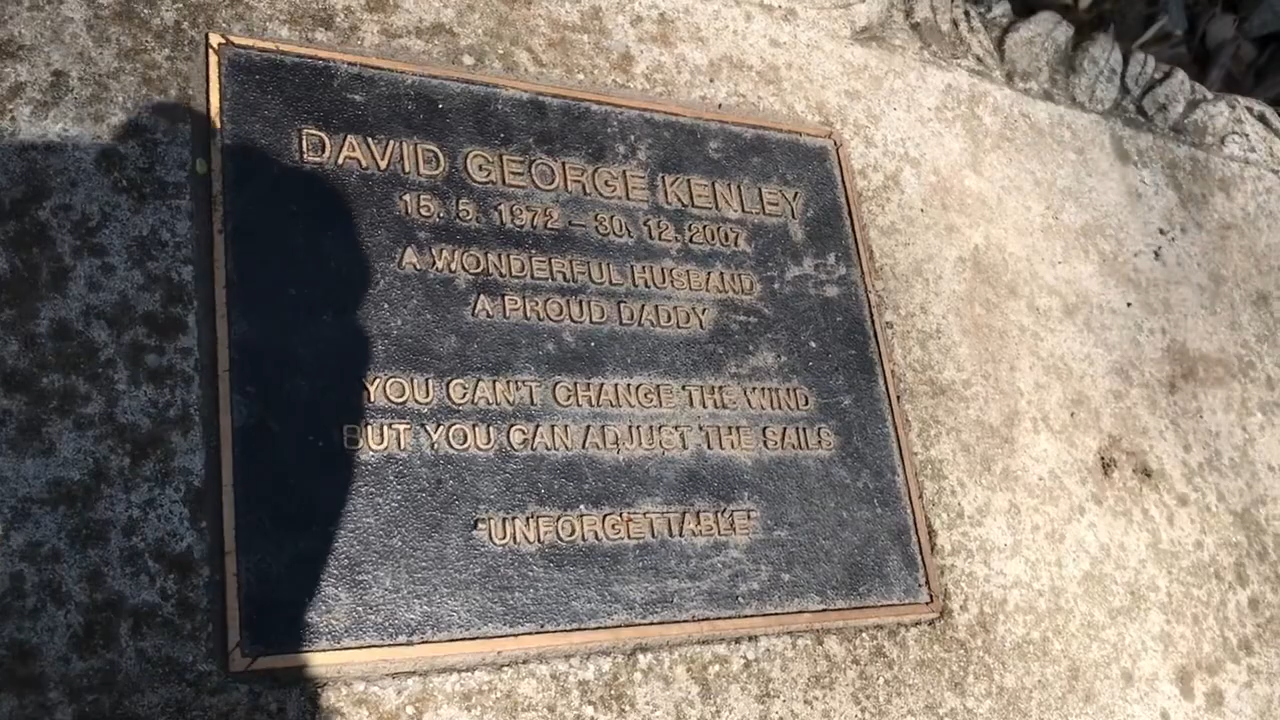 DAVID GEORGE KENLEY
15. 5. 1972 – 30. 12. 2007
A WONDERFUL HUSBAND
A PROUD DADDY
YOU CAN'T CHANGE THE WIND
BUT YOU CAN ADJUST THE SAILS
"UNFORGETTABLE"